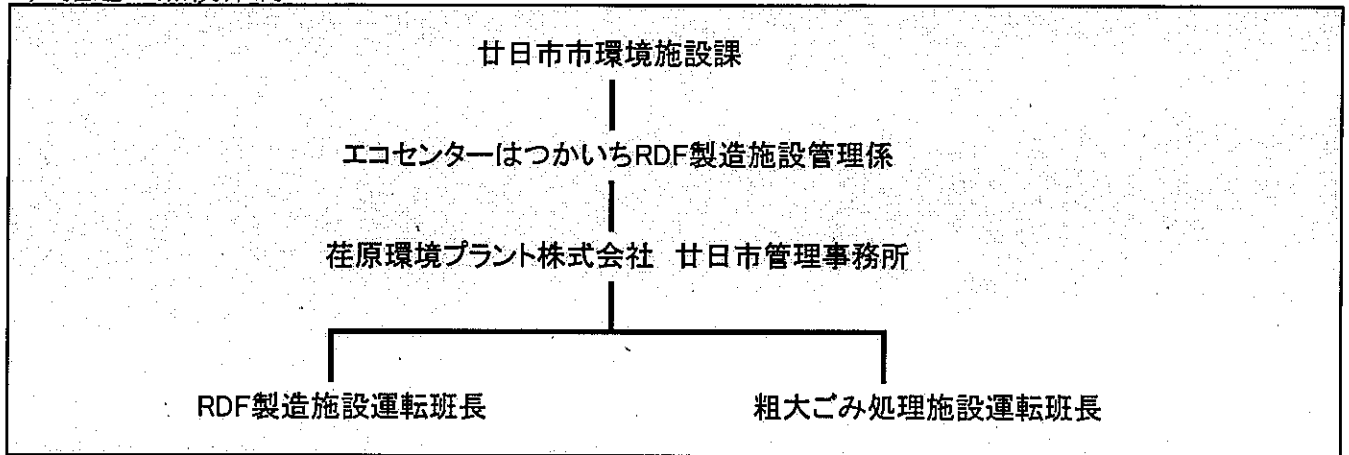 廿日市市環境施設課
エコセンターはつかいちRDF製造施設管理係
荏原環境プラント株式会社 廿日市管理事務所
RDF製造施設運転班長 粗大ごみ処理施設運転班長